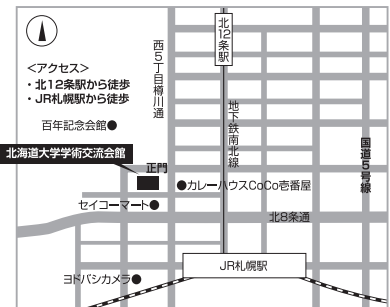 北12条駅
西5丁目樽川通
<アクセス>
・北12条駅から徒歩
・JR札幌駅から徒歩
百年記念会館●
地下鉄南北線
国道5号線
北海道大学学術交流会館
正門
●カレーハウスCoCo壱番屋
セイコーマート●
北8条通
JR札幌駅
ヨドバシカメラ●